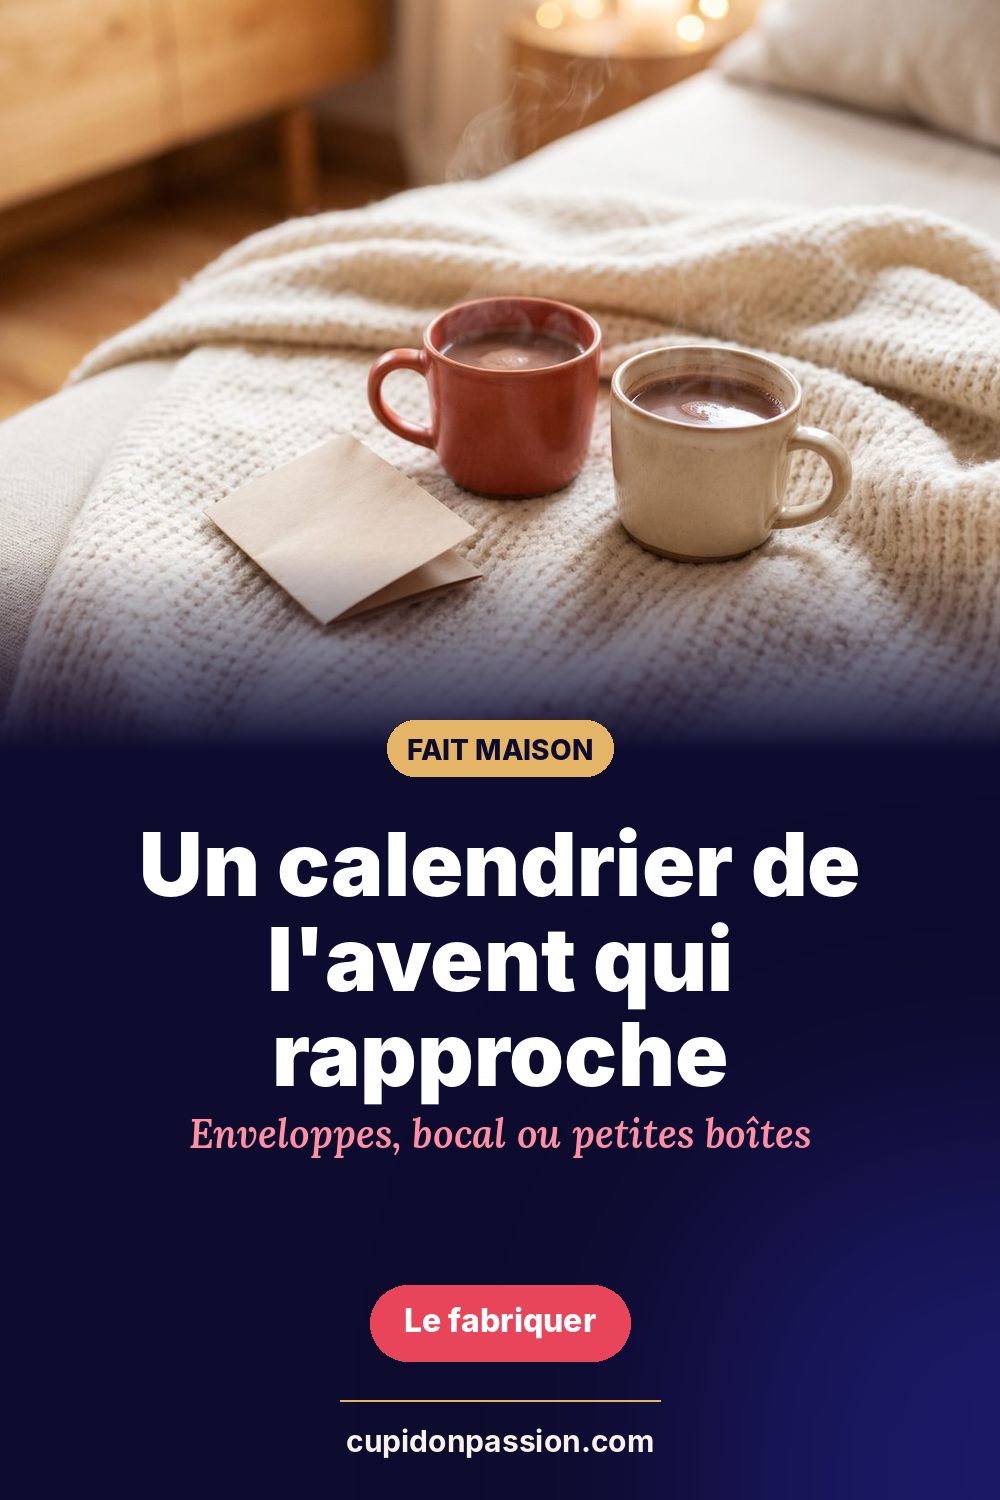 FAIT MAISON
Un calendrier de
l'avent qui
rapproche
Enveloppes, bocal ou petites boîtes
Le fabriquer
cupidonpassion.com